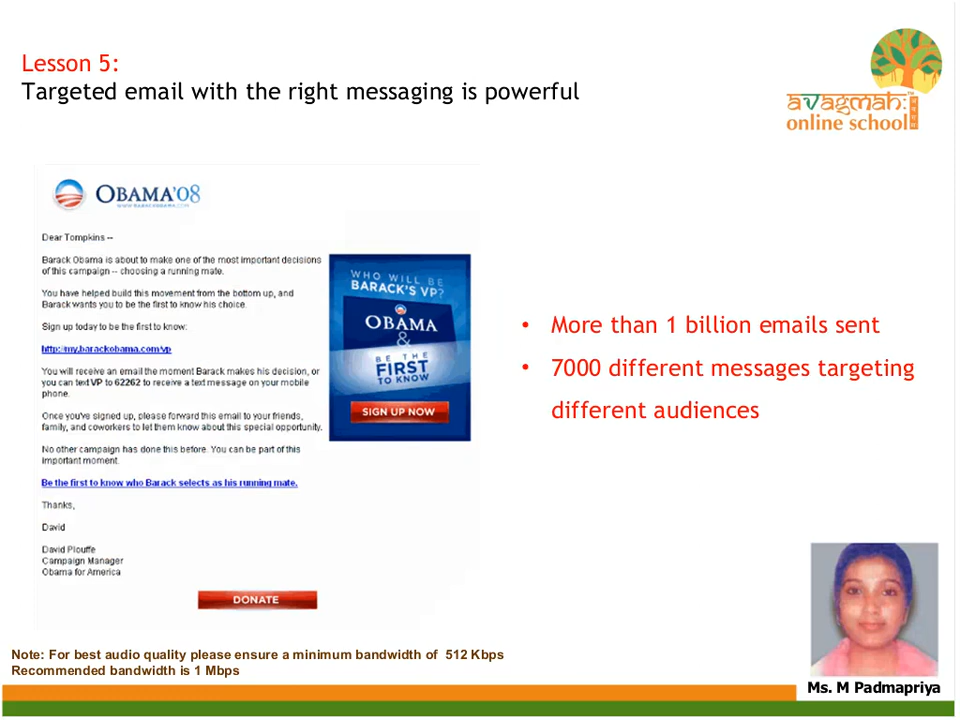 Lesson 5:
Targeted email with the right messaging is powerful
avagmah:
TM
online school
OBAMA'08
WWW.BARACKOBAMA.COM
Dear Tompkins --
Barack Obama is about to make one of the most important decisions
of this campaign -- choosing a running mate.
You have helped build this movement from the bottom up, and
Barack wants you to be the first to know his choice.
Sign up today to be the first to know:
http://my.barackobama.com/vp
You will receive an email the moment Barack makes his decision, or
you can text VP to 62262 to receive a text message on your mobile
phone.
Once you've signed up, please forward this email to your friends,
family, and coworkers to let them know about this special opportunity.
No other campaign has done this before. You can be part of this
important moment.
Be the first to know who Barack selects as his running mate.
Thanks,
David
David Plouffe
Campaign Manager
Obama for America
DONATE
WHO WILL BE
BARACK'S VP?
OBAMA
&
BE THE
FIRST
TO KNOW
SIGN UP NOW
• More than 1 billion emails sent
• 7000 different messages targeting
different audiences
Note: For best audio quality please ensure a minimum bandwidth of 512 Kbps
Recommended bandwidth is 1 Mbps
Ms. M Padmapriya